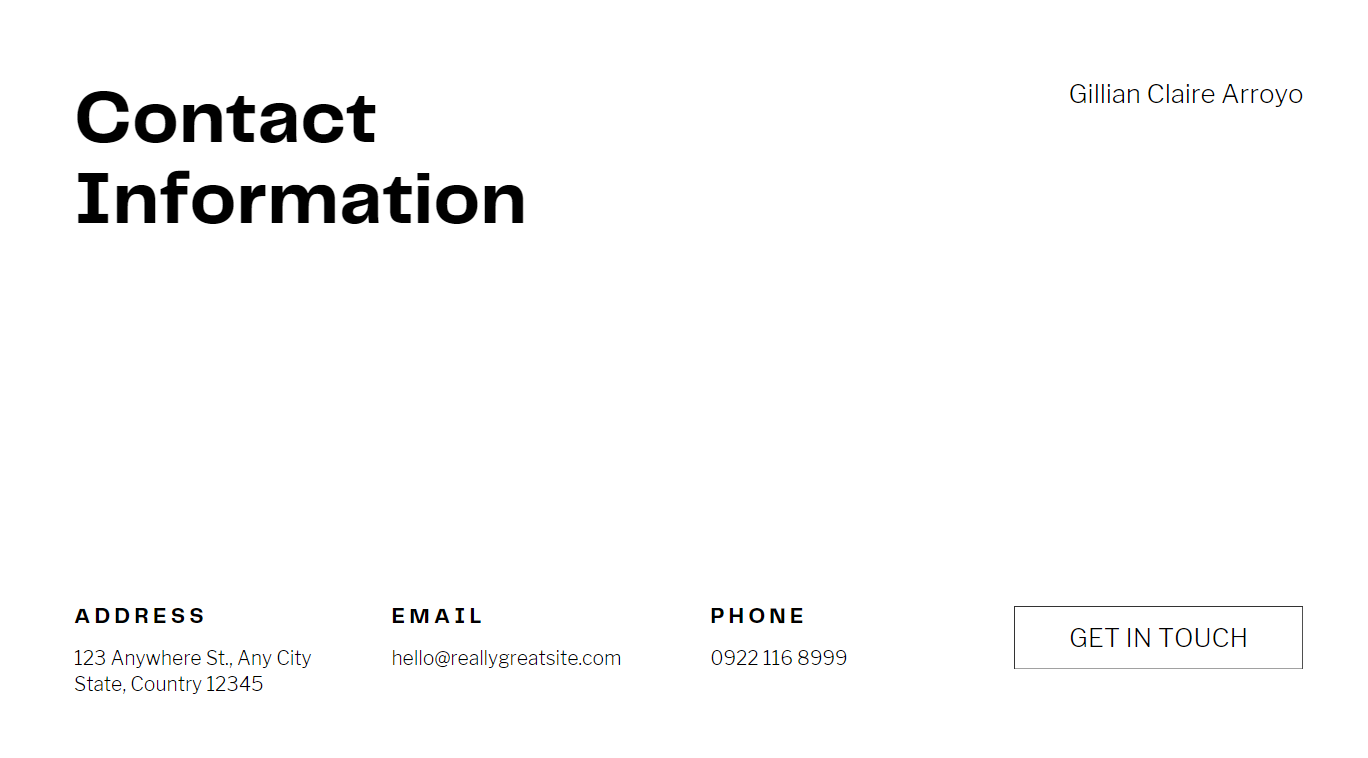 Contact
Information
Gillian Claire Arroyo
ADDRESS
123 Anywhere St., Any City
State, Country 12345
EMAIL
hello@reallygreatsite.com
PHONE
0922 116 8999
GET IN TOUCH